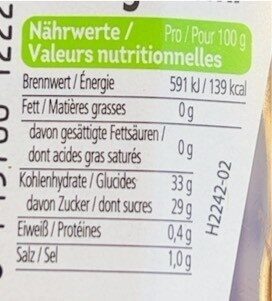 Nährwerte / Pro / Pour 100 g
Valeurs nutritionnelles
Brennwert / Énergie 591 kJ / 139 kcal
Fett / Matières grasses 0 g
davon gesättigte Fettsäuren /
dont acides gras saturés 0 g
Kohlenhydrate / Glucides 33 g
davon Zucker / dont sucres 29 g
Eiweiß / Protéines 0,4 g
Salz / Sel 1,0 g
H2242-02